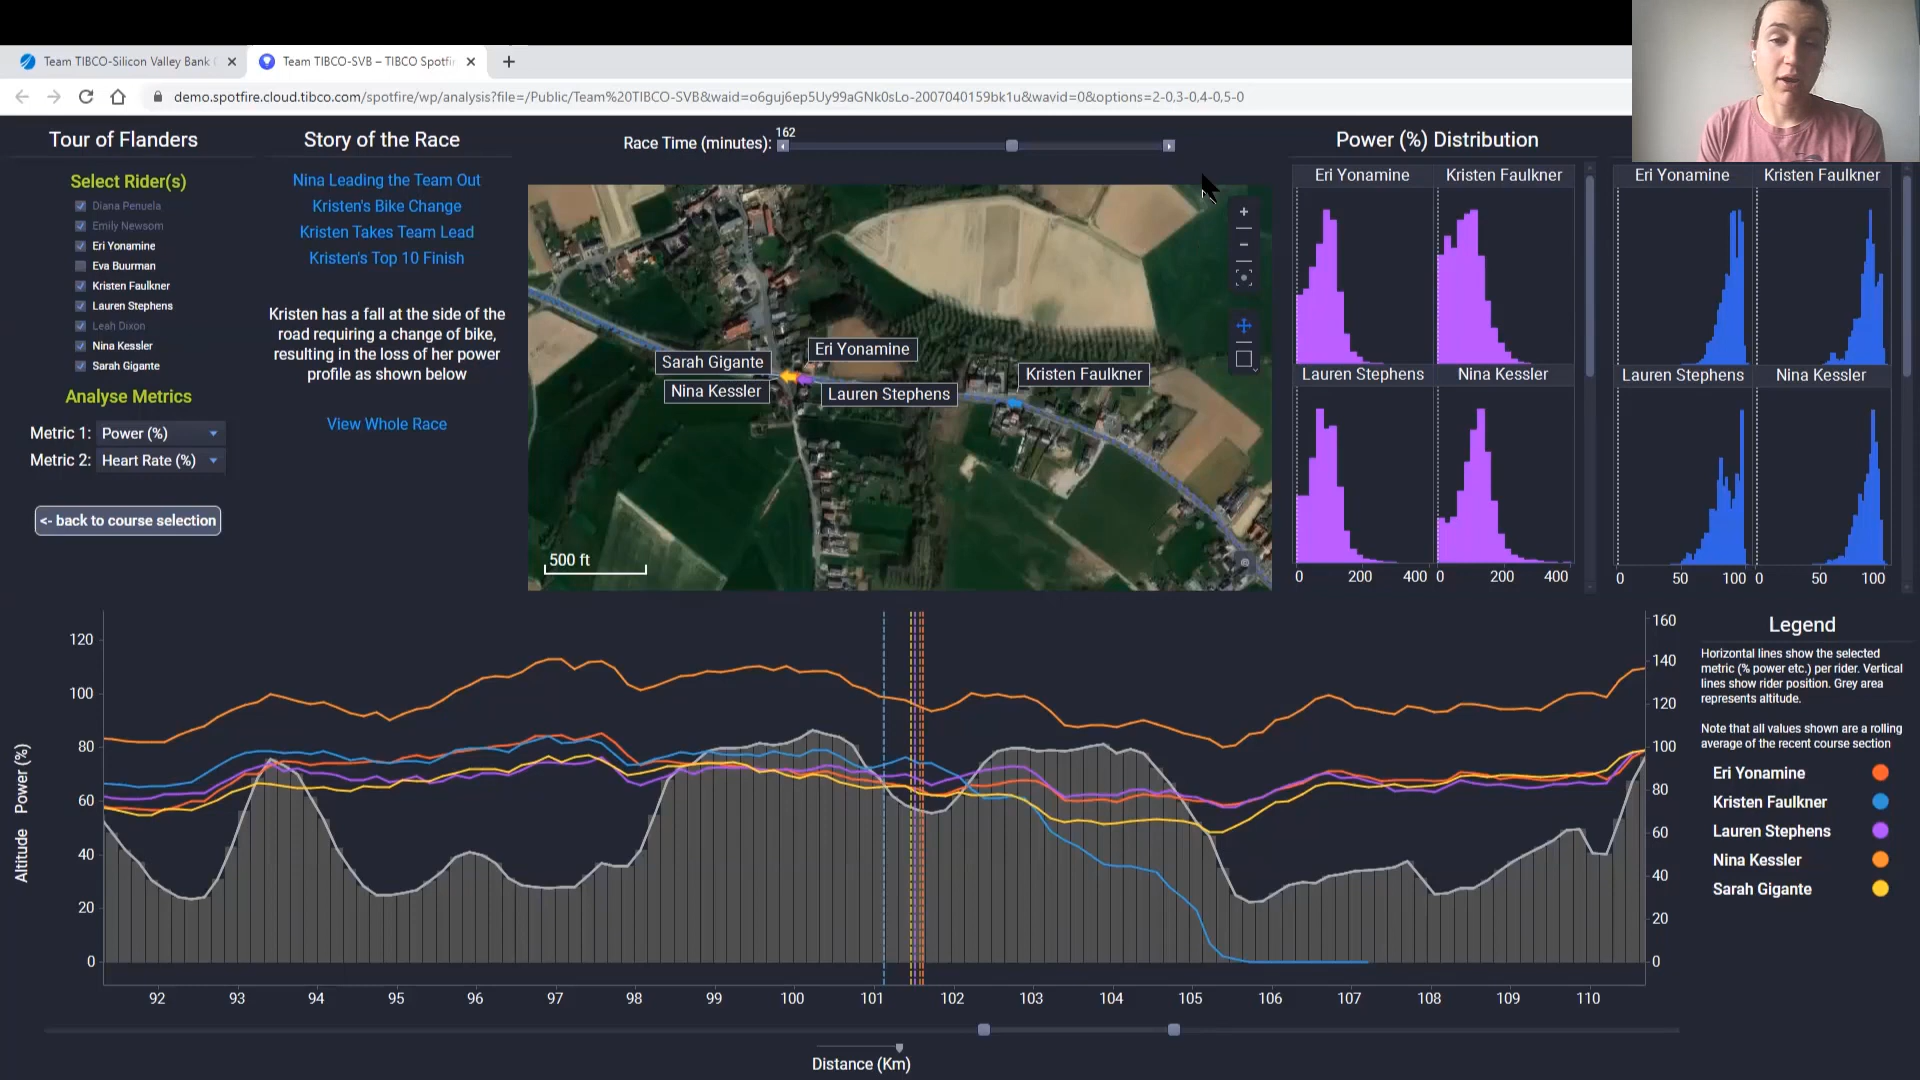 Team TIBCO-Silicon Valley Bank
Team TIBCO-SVB – TIBCO Spotfi
demo.spotfire.cloud.tibco.com/spotfire/wp/analysis?file=/Public/Team%20TIBCO-SVB&waid=o6guj6ep5Uy99aGNk0sLo-2007040159bk1u&wavid=0&options=2-0,3-0,4-0,5-0
Tour of Flanders
Select Rider(s)
Diana Penuela
Emily Newsom
Eri Yonamine
Eva Buurman
Kristen Faulkner
Lauren Stephens
Leah Dixon
Nina Kessler
Sarah Gigante
Analyse Metrics
Metric 1: Power (%)
Metric 2: Heart Rate (%)
<- back to course selection
Story of the Race
Nina Leading the Team Out
Kristen's Bike Change
Kristen Takes Team Lead
Kristen's Top 10 Finish
Kristen has a fall at the side of the
road requiring a change of bike,
resulting in the loss of her power
profile as shown below
View Whole Race
Race Time (minutes):
162
Sarah Gigante
Eri Yonamine
Nina Kessler
Lauren Stephens
Kristen Faulkner
500 ft
Power (%) Distribution
Eri Yonamine
Kristen Faulkner
Lauren Stephens
Nina Kessler
0 200 400 0 200 400
Eri Yonamine
Kristen Faulkner
Lauren Stephens
Nina Kessler
0 50 100 0 50 100
Altitude Power (%)
120
100
80
60
40
20
0
160
140
120
100
80
60
40
20
0
92 93 94 95 96 97 98 99 100 101 102 103 104 105 106 107 108 109 110
Distance (Km)
Legend
Horizontal lines show the selected
metric (% power etc.) per rider. Vertical
lines show rider position. Grey area
represents altitude.
Note that all values shown are a rolling
average of the recent course section
Eri Yonamine
Kristen Faulkner
Lauren Stephens
Nina Kessler
Sarah Gigante